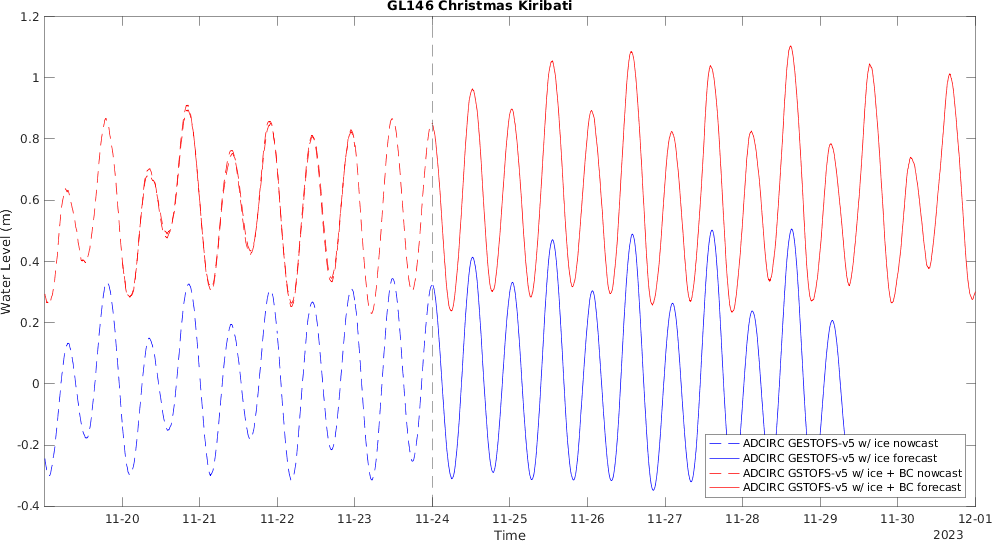 GL146 Christmas Kiribati
1.2
1
0.8
0.6
0.4
0.2
0
-0.2
-0.4
Water Level (m)
ADCIRC GESTOFS-v5 w/ ice nowcast
ADCIRC GESTOFS-v5 w/ ice forecast
ADCIRC GSTOFS-v5 w/ ice + BC nowcast
ADCIRC GSTOFS-v5 w/ ice + BC forecast
11-20 11-21 11-22 11-23 11-24 11-25 11-26 11-27 11-28 11-29 11-30 12-01
Time
2023